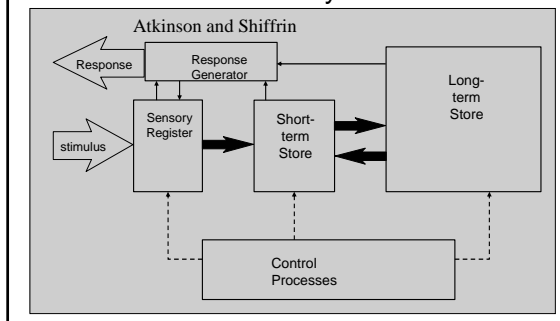 Atkinson and Shiffrin
Response
Response
Generator
Long-
term
Store
Sensory
Register
Short-
term
Store
stimulus
Control
Processes